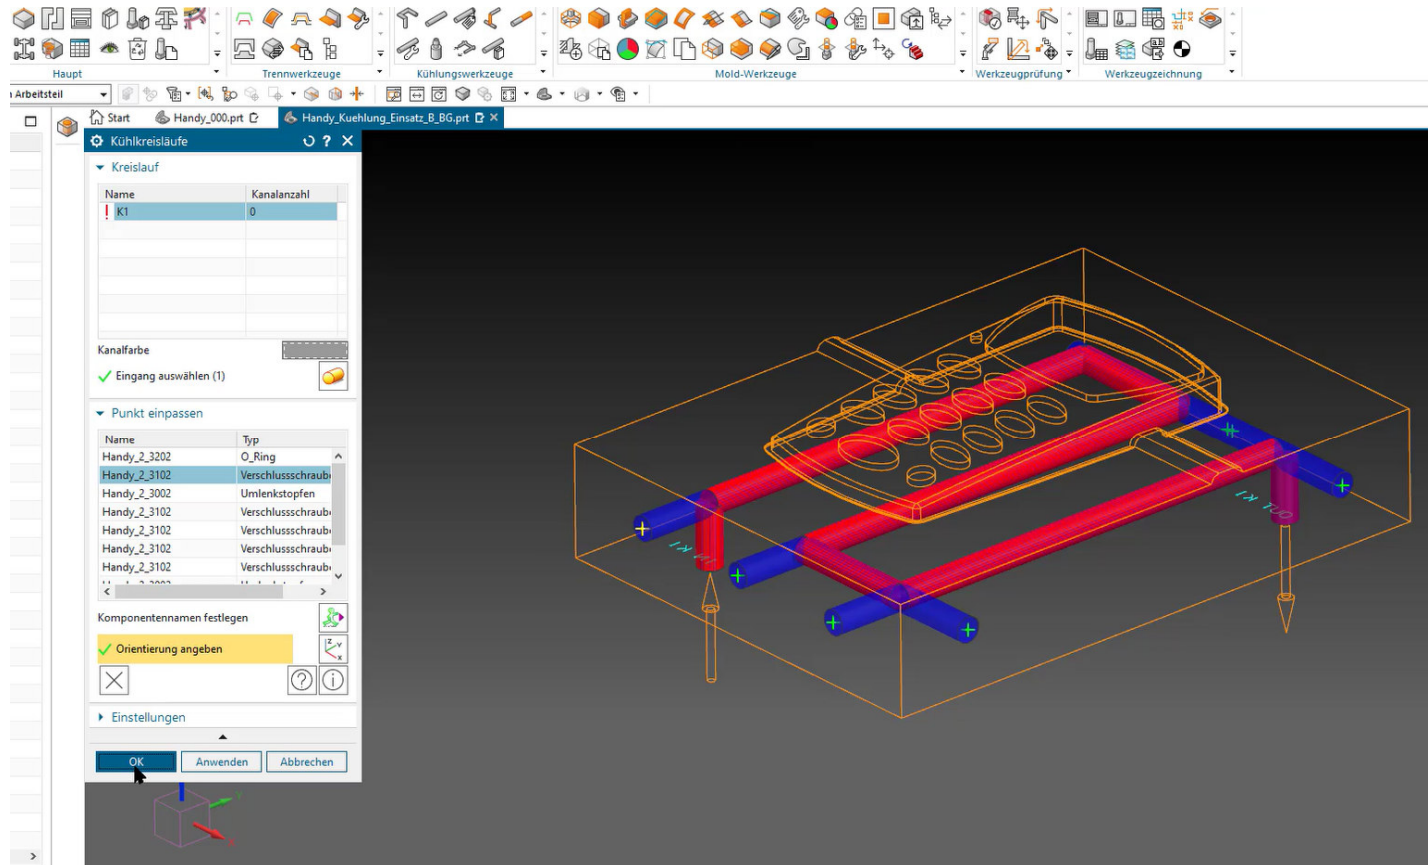 Haupt
Trennwerkzeuge
Kühlungswerkzeuge
Mold-Werkzeuge
Werkzeugprüfung
Werkzeugzeichnung
n Arbeitsteil
Start
Handy_000.prt
Handy_Kuehlung_Einsatz_B_BG.prt
Kühlkreisläufe
Kreislauf
Name Kanalanzahl
K1 0
Kanalfarbe
Eingang auswählen (1)
Punkt einpassen
Name Typ
Handy_2_3202 O_Ring
Handy_2_3102 Verschlussschraub
Handy_2_3002 Umlenkstopfen
Handy_2_3102 Verschlussschraub
Handy_2_3102 Verschlussschraub
Handy_2_3102 Verschlussschraub
Handy_2_3102 Verschlussschraub
Komponentennamen festlegen
Orientierung angeben
Z Y X
Einstellungen
OK
Anwenden
Abbrechen
K1
K1